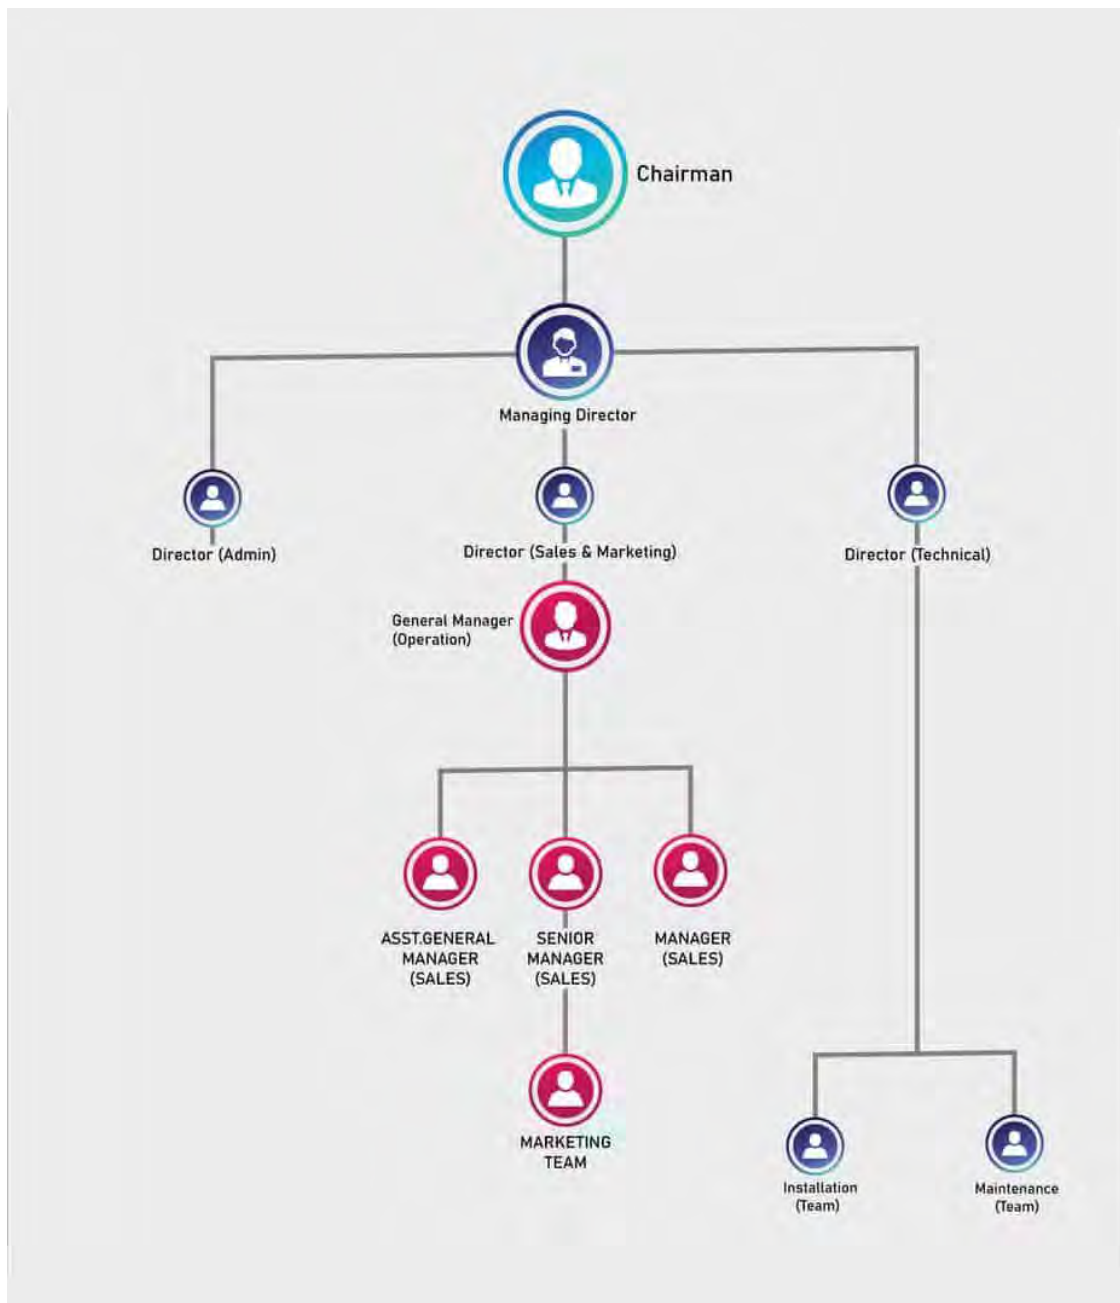 Chairman
Managing Director
Director (Admin)
Director (Sales & Marketing)
Director (Technical)
General Manager
(Operation)
ASST.GENERAL
MANAGER
(SALES)
SENIOR
MANAGER
(SALES)
MANAGER
(SALES)
MARKETING
TEAM
Installation
(Team)
Maintenance
(Team)